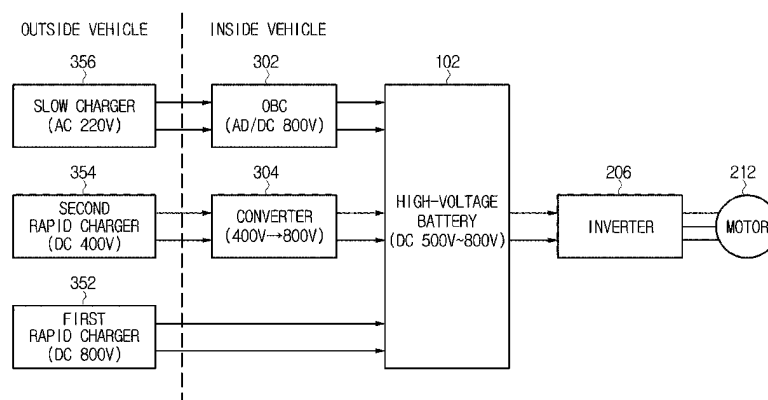 OUTSIDE VEHICLE
INSIDE VEHICLE
356
302
102
SLOW CHARGER
(AC 220V)
OBC
(AD/DC 800V)
354
304
206
212
SECOND
RAPID CHARGER
(DC 400V)
CONVERTER
(400V→800V)
HIGH-VOLTAGE
BATTERY
(DC 500V~800V)
INVERTER
MOTOR
352
FIRST
RAPID CHARGER
(DC 800V)